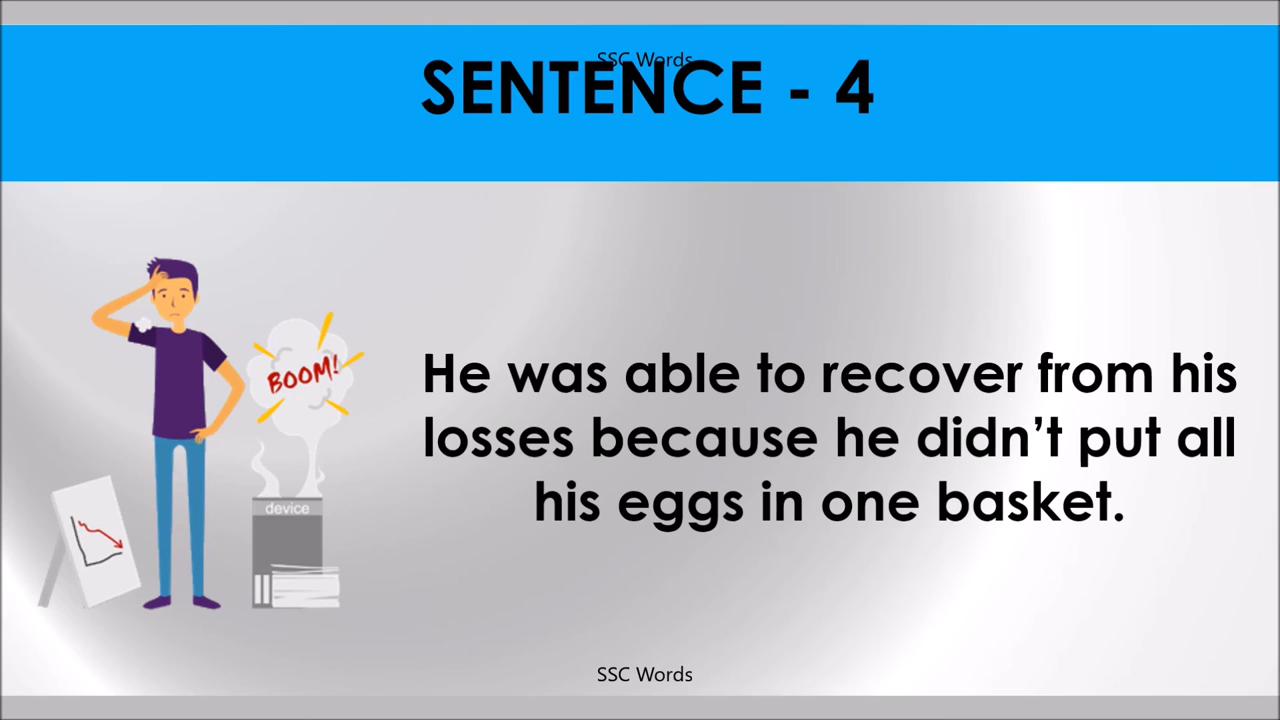 SSC Words
SENTENCE - 4
BOOM!
device
He was able to recover from his
losses because he didn’t put all
his eggs in one basket.
SSC Words